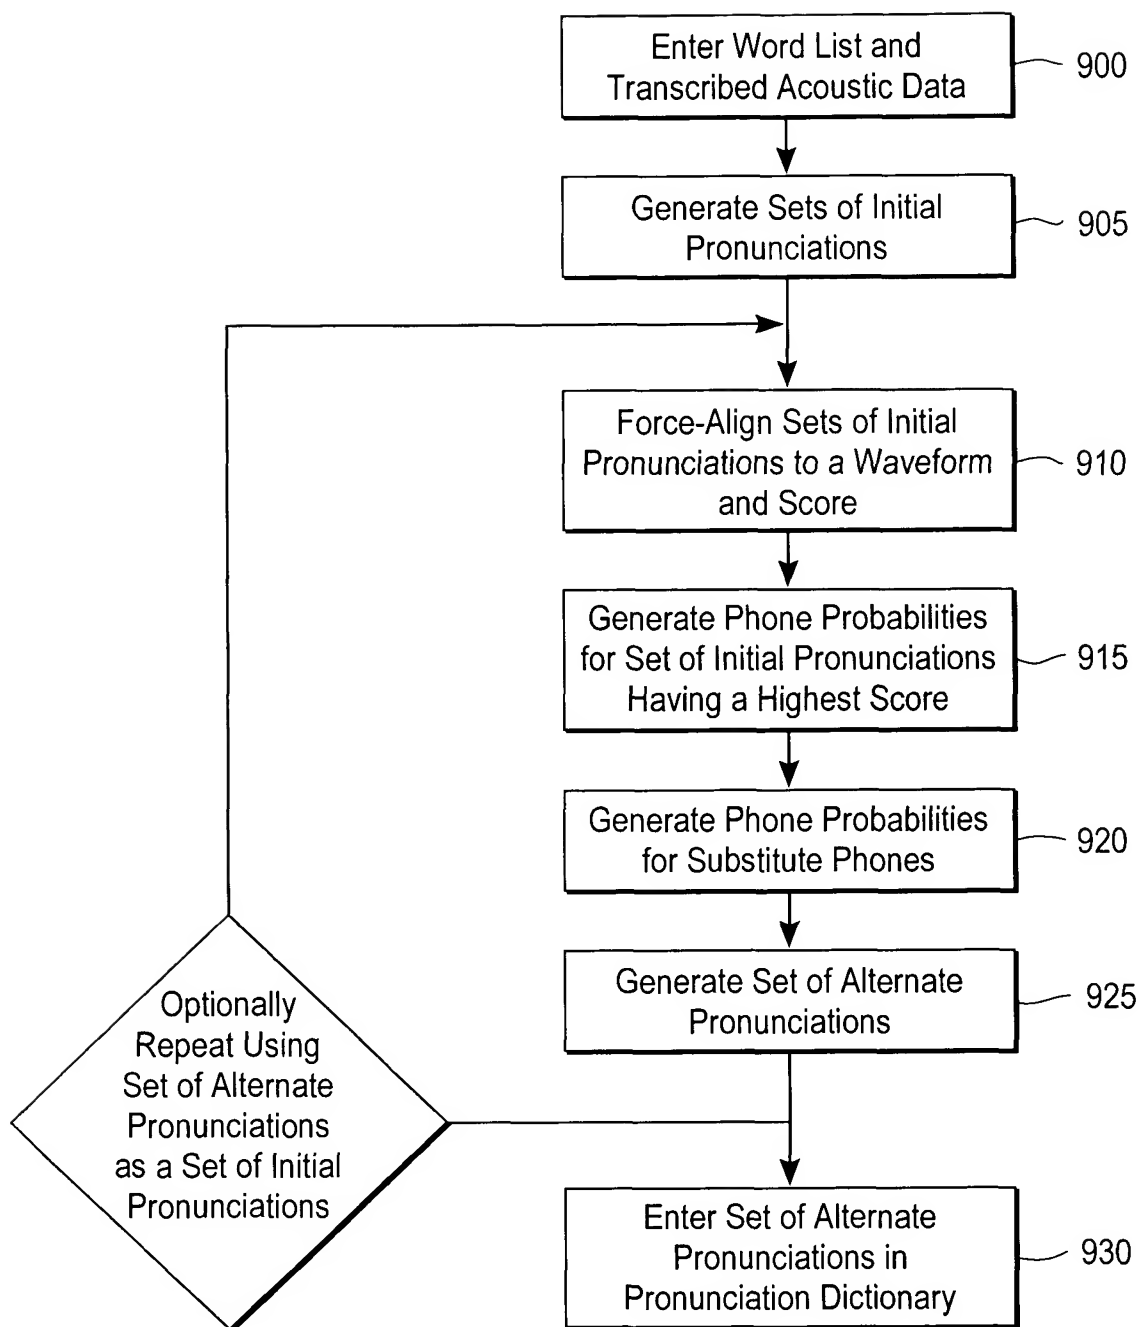 Enter Word List and
Transcribed Acoustic Data
900
Generate Sets of Initial
Pronunciations
905
Force-Align Sets of Initial
Pronunciations to a Waveform
and Score
910
Generate Phone Probabilities
for Set of Initial Pronunciations
Having a Highest Score
915
Generate Phone Probabilities
for Substitute Phones
920
Generate Set of Alternate
Pronunciations
925
Optionally
Repeat Using
Set of Alternate
Pronunciations
as a Set of Initial
Pronunciations
Enter Set of Alternate
Pronunciations in
Pronunciation Dictionary
930